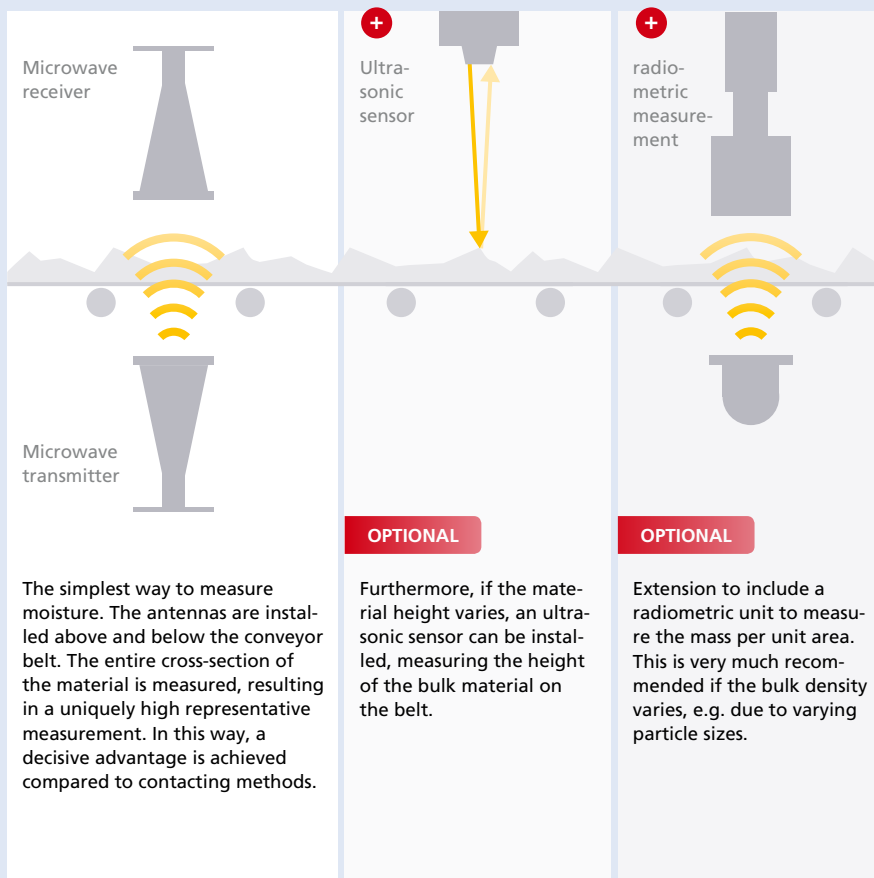 Microwave
receiver
Microwave
transmitter
The simplest way to measure
moisture. The antennas are instal-
led above and below the conveyor
belt. The entire cross-section of
the material is measured, resulting
in a uniquely high representative
measurement. In this way, a
decisive advantage is achieved
compared to contacting methods.
+
Ultra-
sonic
sensor
OPTIONAL
Furthermore, if the mate-
rial height varies, an ultra-
sonic sensor can be instal-
led, measuring the height
of the bulk material on
the belt.
+
radio-
metric
measure-
ment
OPTIONAL
Extension to include a
radiometric unit to measu-
re the mass per unit area.
This is very much recom-
mended if the bulk density
varies, e.g. due to varying
particle sizes.